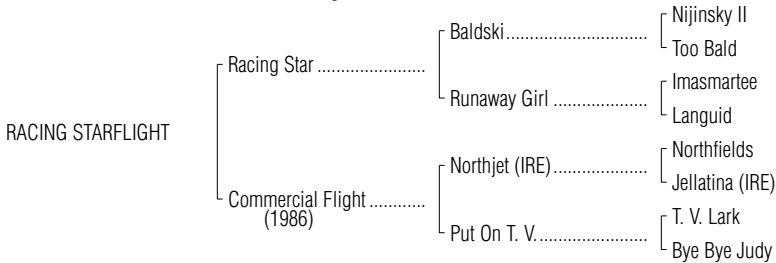 Nijinsky II
Baldski..............................
Too Bald
Racing Star .......................
Imasmartee
Runaway Girl ....................
Languid
RACING STARFLIGHT
Northfields
Northjet (IRE)....................
Jellatina (IRE)
Commercial Flight ............
(1986)
T. V. Lark
Put On T. V.......................
Bye Bye Judy